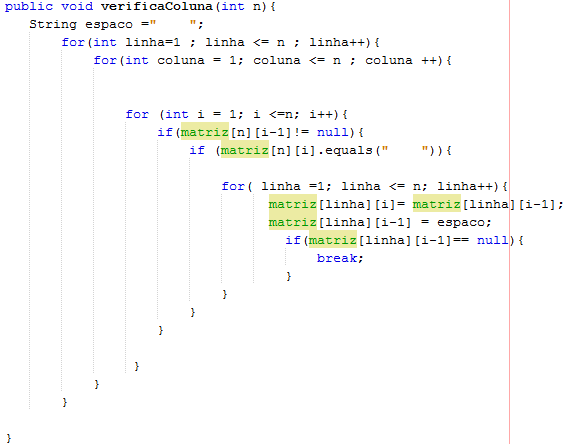 public void verificaColuna(int n){
String espaco ="    ";
for(int linha=1 ; linha <= n ; linha++){
for(int coluna = 1; coluna <= n ; coluna ++){
for (int i = 1; i <=n; i++){
if(matriz[n][i-1]!= null){
if (matriz[n][i].equals("    ")){
for( linha =1; linha <= n; linha++){
matriz[linha][i]= matriz[linha][i-1];
matriz[linha][i-1] = espaco;
if(matriz[linha][i-1]== null){
break;
}
}
}
}
}
}
}
}